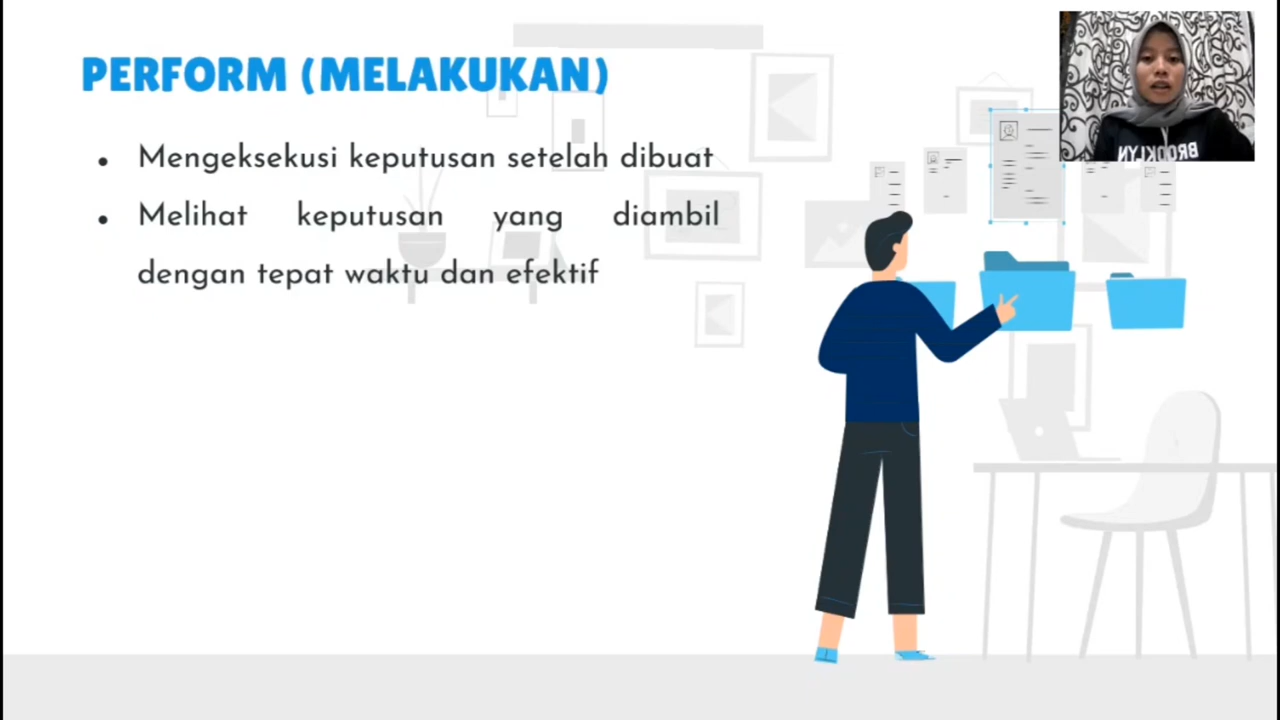 PERFORM (MELAKUKAN)
• Mengeksekusi keputusan setelah dibuat
• Melihat keputusan yang diambil
dengan tepat waktu dan efektif
BROOKLYN